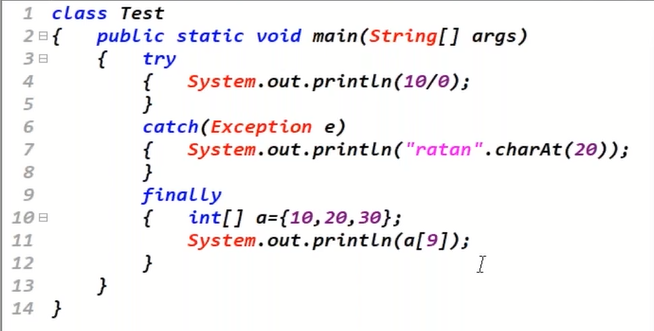 1 class Test
2 {   public static void main(String[] args)
3     {   try
4         {   System.out.println(10/0);
5         }
6         catch(Exception e)
7         {   System.out.println("ratan".charAt(20));
8         }
9         finally
10         {   int[] a={10,20,30};
11             System.out.println(a[9]);
12         }
13     }
14 }